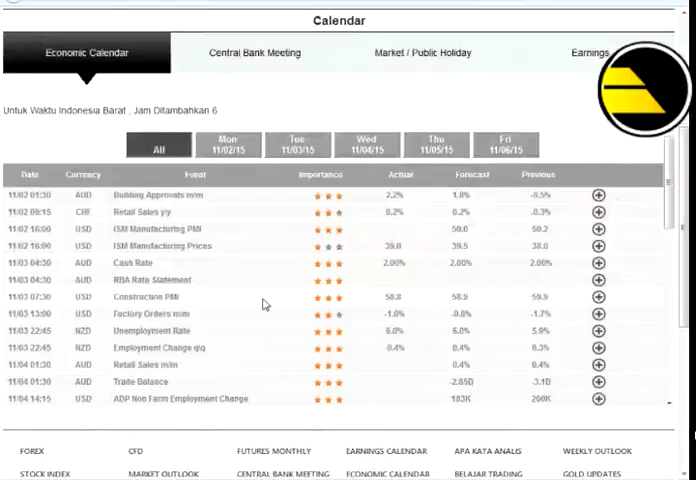 Calendar
Economic Calendar Central Bank Meeting Market / Public Holiday Earnings
Untuk Waktu Indonesia Barat , Jam Ditambahkan 6
All Mon 11/02/15 Tue 11/03/15 Wed 11/04/15 Thu 11/05/15 Fri 11/06/15
Date Currency Event Importance Actual Forecast Previous
11/02 01:30 AUD Building Approvals m/m 2.2% 1.8% -9.5%
11/02 09:15 CHF Retail Sales y/y 0.2% 0.2% -0.3%
11/02 16:00 USD ISM Manufacturing PMI 50.0 50.2
11/02 16:00 USD ISM Manufacturing Prices 39.0 39.5 38.0
11/03 04:30 AUD Cash Rate 2.00% 2.00% 2.00%
11/03 04:30 AUD RBA Rate Statement
11/03 07:30 USD Construction PMI 58.8 58.9 59.9
11/03 13:00 USD Factory Orders m/m -1.0% -0.8% -1.7%
11/03 22:45 NZD Unemployment Rate 6.0% 6.0% 5.9%
11/03 22:45 NZD Employment Change q/q -0.4% 0.4% 0.3%
11/04 01:30 AUD Retail Sales m/m 0.4% 0.4%
11/04 01:30 AUD Trade Balance -2.85B -3.1B
11/04 14:15 USD ADP Non Farm Employment Change 183K 200K
FOREX CFD FUTURES MONTHLY EARNINGS CALENDAR APA KATA ANALIS WEEKLY OUTLOOK
STOCK INDEX MARKET OUTLOOK CENTRAL BANK MEETING ECONOMIC CALENDAR BELAJAR TRADING GOLD UPDATES